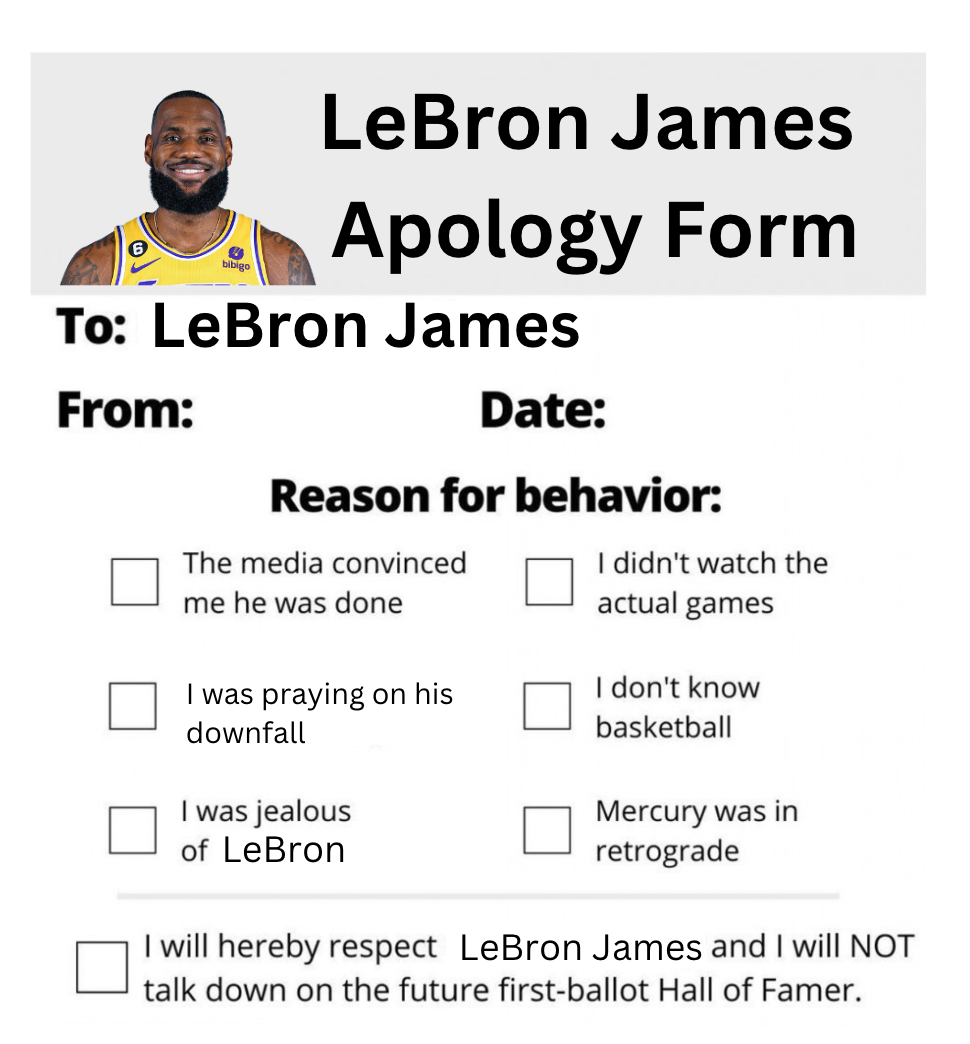 LeBron James
Apology Form
6
bibigo
To: LeBron James
From:
Date:
Reason for behavior:
The media convinced
me he was done
I didn't watch the
actual games
I was praying on his
downfall
I don't know
basketball
I was jealous
of LeBron
Mercury was in
retrograde
I will hereby respect LeBron James and I will NOT
talk down on the future first-ballot Hall of Famer.